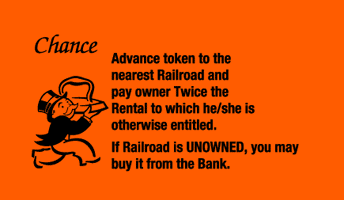 Chance
Advance token to the
nearest Railroad and
pay owner Twice the
Rental to which he/she is
otherwise entitled.
If Railroad is UNOWNED, you may
buy it from the Bank.